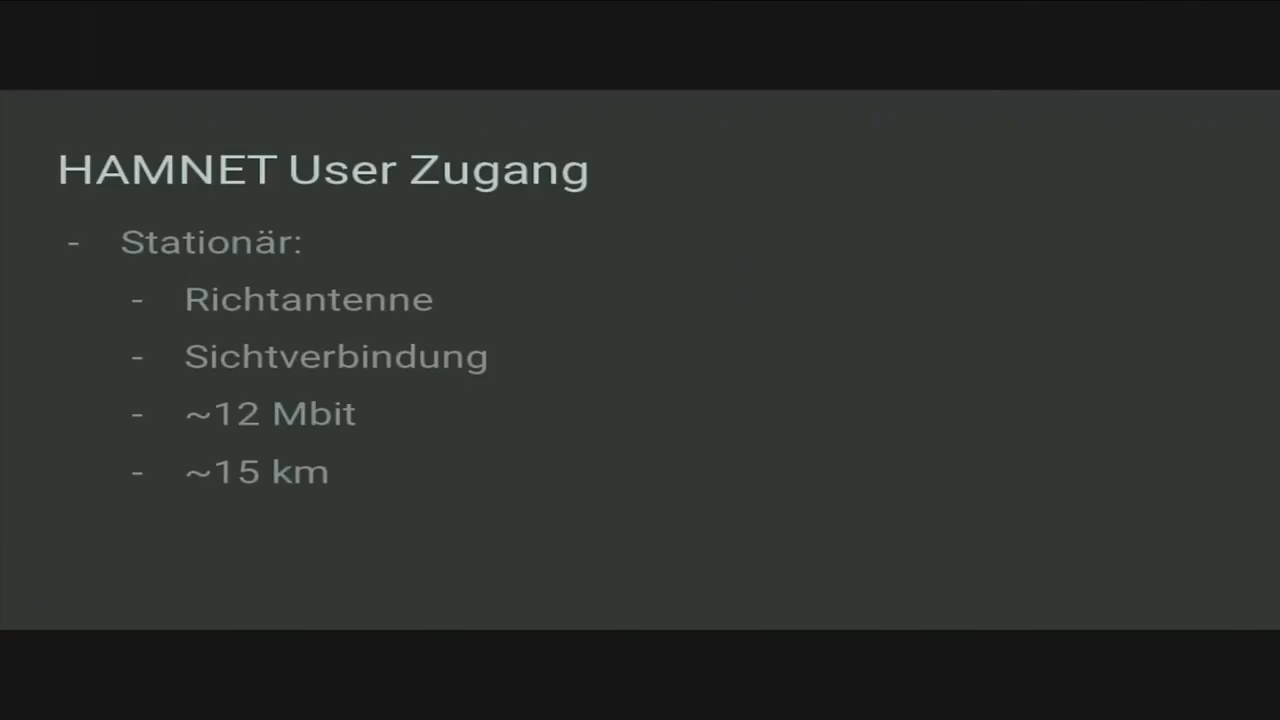 HAMNET User Zugang
- Stationär:
- Richtantenne
- Sichtverbindung
- ~12 Mbit
- ~15 km